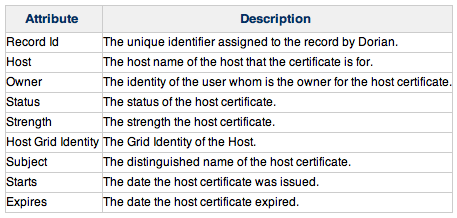 Attribute Description
Record Id The unique identifier assigned to the record by Dorian.
Host The host name of the host that the certificate is for.
Owner The identity of the user whom is the owner for the host certificate.
Status The status of the host certificate.
Strength The strength the host certificate.
Host Grid Identity The Grid Identity of the Host.
Subject The distinguished name of the host certificate.
Starts The date the host certificate was issued.
Expires The date the host certificate expired.